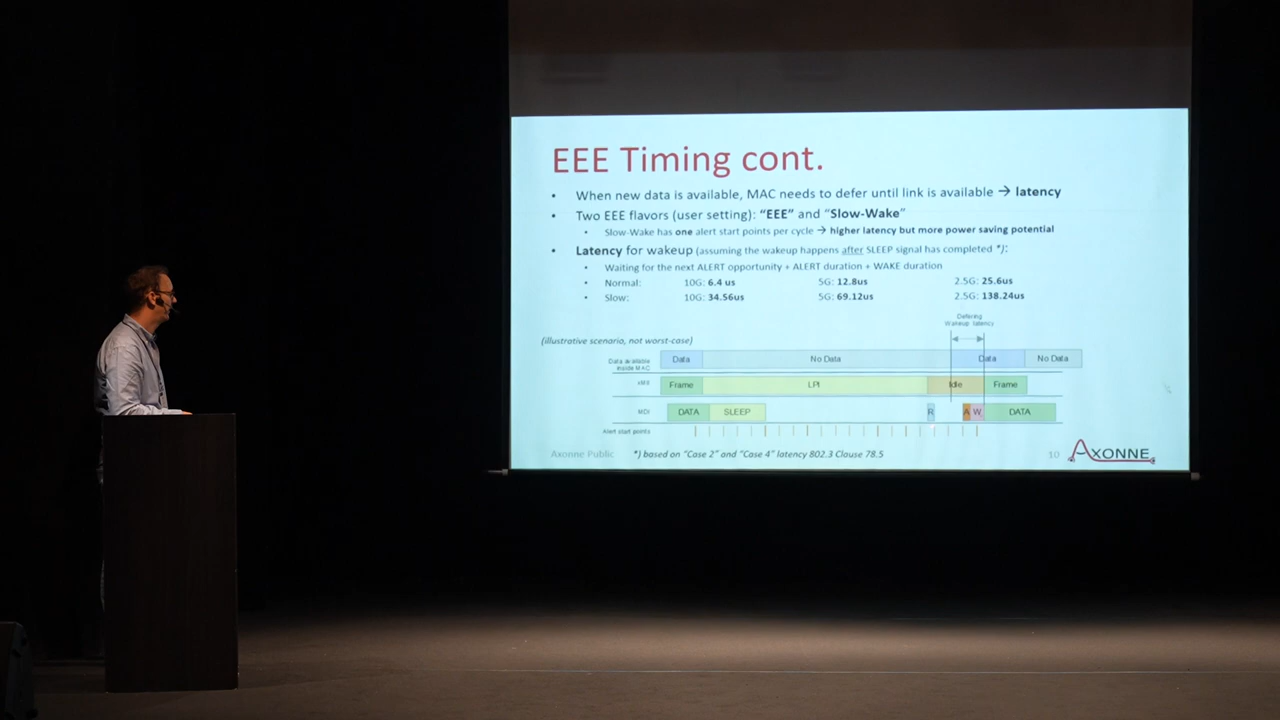 EEE Timing cont.
• When new data is available, MAC needs to defer until link is available → latency
• Two EEE flavors (user setting): “EEE” and “Slow-Wake”
• Slow-Wake has one alert start points per cycle → higher latency but more power saving potential
• Latency for wakeup (assuming the wakeup happens after SLEEP signal has completed *):
• Waiting for the next ALERT opportunity + ALERT duration + WAKE duration
• Normal: 10G: 6.4 us 5G: 12.8us 2.5G: 25.6us
• Slow: 10G: 34.56us 5G: 69.12us 2.5G: 138.24us
Defering
Wakeup latency
(illustrative scenario, not worst-case)
Data available
inside MAC
Data No Data Data No Data
xMII Frame LPI Idle Frame
MDI DATA SLEEP R A W DATA
Alert start points
Axonne Public *) based on “Case 2” and “Case 4” latency 802.3 Clause 78.5 10 AXONNE